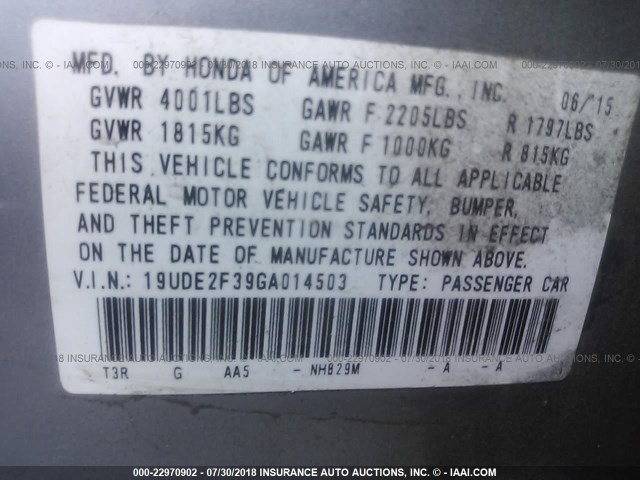 MFD. BY HONDA OF AMERICA MFG., INC. 06/'15
GVWR 4001LBS GAWR F 2205LBS R 1797LBS
GVWR 1815KG GAWR F 1000KG R 815KG
THIS VEHICLE CONFORMS TO ALL APPLICABLE
FEDERAL MOTOR VEHICLE SAFETY, BUMPER,
AND THEFT PREVENTION STANDARDS IN EFFECT
ON THE DATE OF MANUFACTURE SHOWN ABOVE.
V.I.N.: 19UDE2F39GA014503 TYPE: PASSENGER CAR
T3R G AA5 - NH829M - A - A
000-22970902 - 07/30/2018 INSURANCE AUTO AUCTIONS, INC. - IAAI.COM